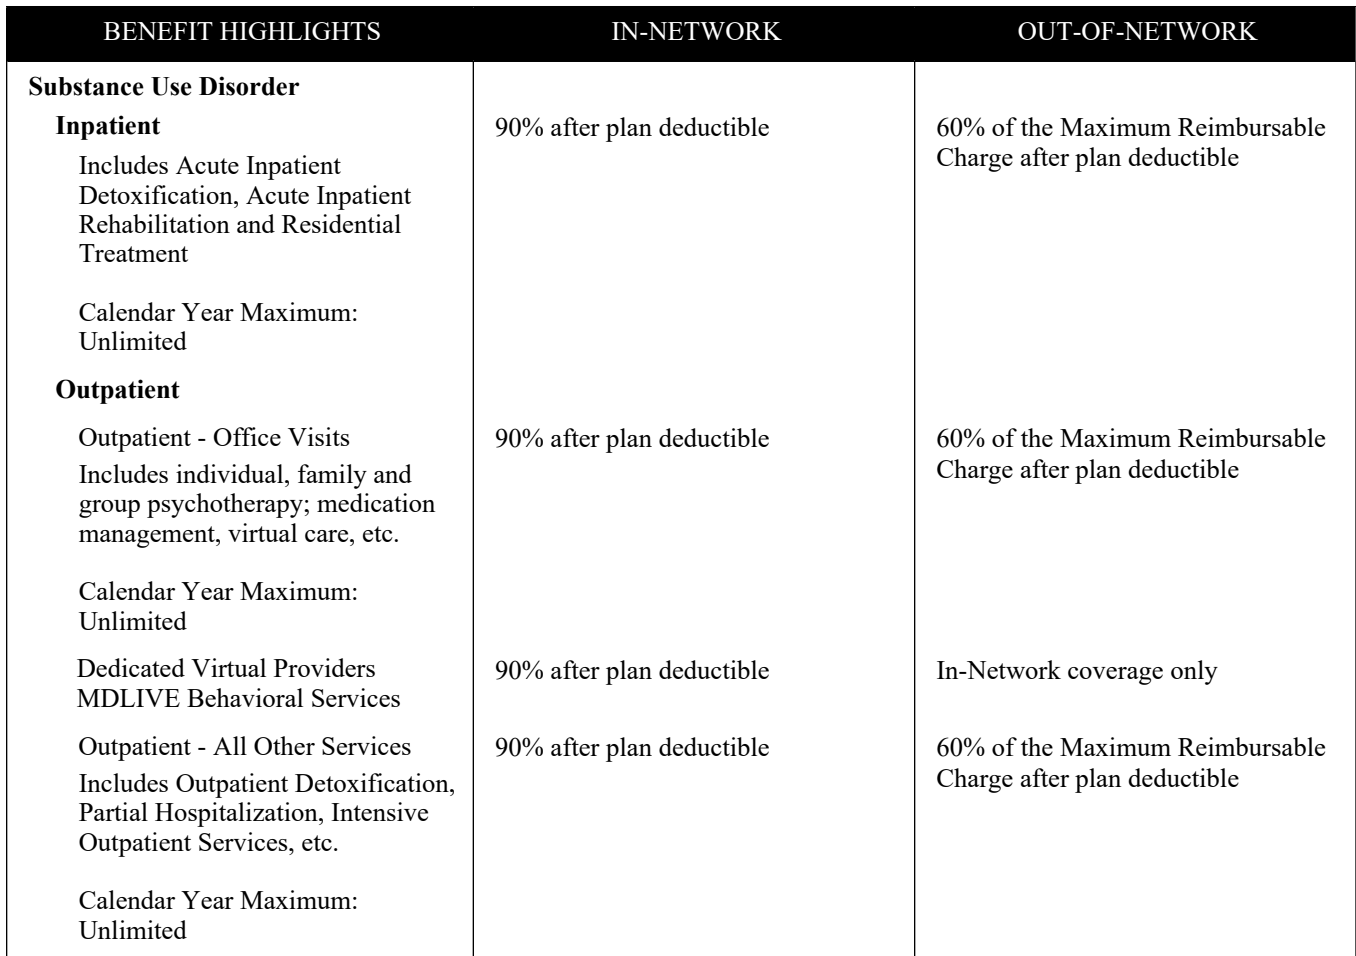 BENEFIT HIGHLIGHTS
IN-NETWORK
OUT-OF-NETWORK
Substance Use Disorder
Inpatient
90% after plan deductible
60% of the Maximum Reimbursable
Charge after plan deductible
Includes Acute Inpatient
Detoxification, Acute Inpatient
Rehabilitation and Residential
Treatment
Calendar Year Maximum:
Unlimited
Outpatient
Outpatient - Office Visits
90% after plan deductible
60% of the Maximum Reimbursable
Charge after plan deductible
Includes individual, family and
group psychotherapy; medication
management, virtual care, etc.
Calendar Year Maximum:
Unlimited
Dedicated Virtual Providers
MDLIVE Behavioral Services
90% after plan deductible
In-Network coverage only
Outpatient - All Other Services
90% after plan deductible
60% of the Maximum Reimbursable
Charge after plan deductible
Includes Outpatient Detoxification,
Partial Hospitalization, Intensive
Outpatient Services, etc.
Calendar Year Maximum:
Unlimited